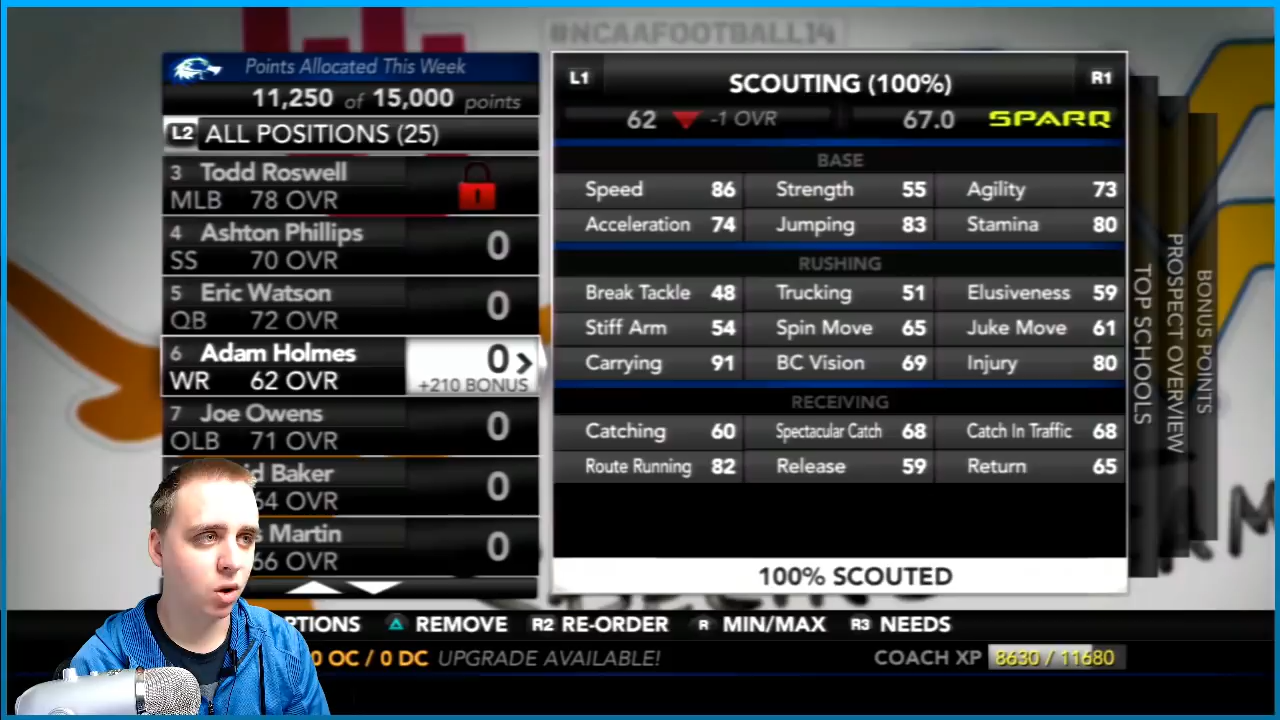 #NCAAFOOTBALL14
Points Allocated This Week
11,250 of 15,000 points
L2 ALL POSITIONS (25)
3 Todd Roswell
MLB 78 OVR
4 Ashton Phillips 0
SS 70 OVR
5 Eric Watson 0
QB 72 OVR
6 Adam Holmes 0
WR 62 OVR +210 BONUS
7 Joe Owens 0
OLB 71 OVR
Baker 0
64 OVR
Martin 0
66 OVR
L1 SCOUTING (100%) R1
62 -1 OVR 67.0 SPARQ
BASE
Speed 86 Strength 55 Agility 73
Acceleration 74 Jumping 83 Stamina 80
RUSHING
Break Tackle 48 Trucking 51 Elusiveness 59
Stiff Arm 54 Spin Move 65 Juke Move 61
Carrying 91 BC Vision 69 Injury 80
RECEIVING
Catching 60 Spectacular Catch 68 Catch In Traffic 68
Route Running 82 Release 59 Return 65
100% SCOUTED
TOP SCHOOLS
PROSPECT OVERVIEW
BONUS POINTS
PTIONS REMOVE R2 RE-ORDER R MIN/MAX R3 NEEDS
0 OC / 0 DC UPGRADE AVAILABLE! COACH XP 8630 / 11680